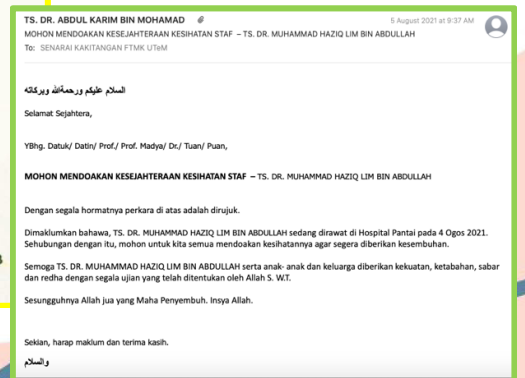 TS. DR. ABDUL KARIM BIN MOHAMAD
5 August 2021 at 9:37 AM
MOHON MENDOAKAN KESEJAHTERAAN KESIHATAN STAF – TS. DR. MUHAMMAD HAZIQ LIM BIN ABDULLAH
To: SENARAI KAKITANGAN FTMK UTeM
السلام عليكم ورحمةالله وبركاته
Selamat Sejahtera,
YBhg. Datuk/ Datin/ Prof./ Prof. Madya/ Dr./ Tuan/ Puan,
MOHON MENDOAKAN KESEJAHTERAAN KESIHATAN STAF – TS. DR. MUHAMMAD HAZIQ LIM BIN ABDULLAH
Dengan segala hormatnya perkara di atas adalah dirujuk.
Dimaklumkan bahawa, TS. DR. MUHAMMAD HAZIQ LIM BIN ABDULLAH sedang dirawat di Hospital Pantai pada 4 Ogos 2021.
Sehubungan dengan itu, mohon untuk kita semua mendoakan kesihatannya agar segera diberikan kesembuhan.
Semoga TS. DR. MUHAMMAD HAZIQ LIM BIN ABDULLAH serta anak- anak dan keluarga diberikan kekuatan, ketabahan, sabar
dan redha dengan segala ujian yang telah ditentukan oleh Allah S. W.T.
Sesungguhnya Allah jua yang Maha Penyembuh. Insya Allah.
Sekian, harap maklum dan terima kasih.
والسلام